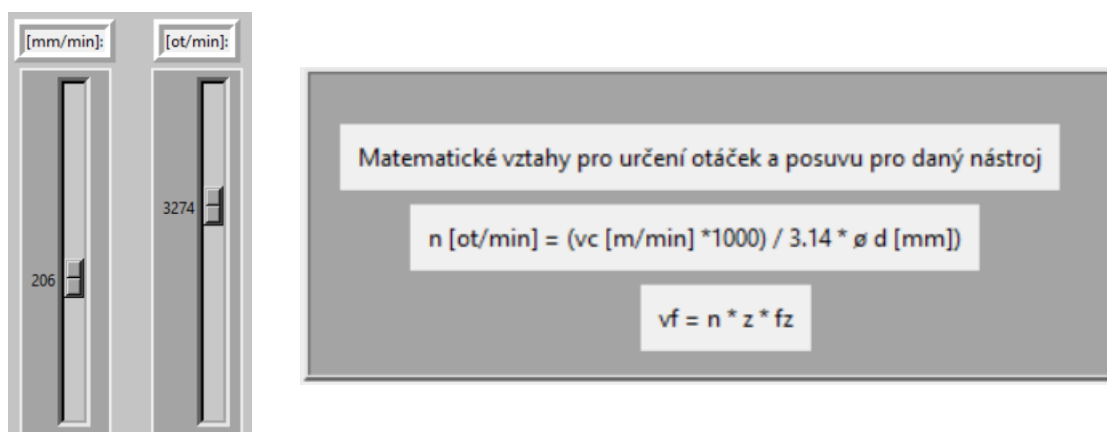 [mm/min]:
[ot/min]:
206
3274
Matematické vztahy pro určení otáček a posuvu pro daný nástroj
n [ot/min] = (vc [m/min] *1000) / 3.14 * ø d [mm])
vf = n * z * fz